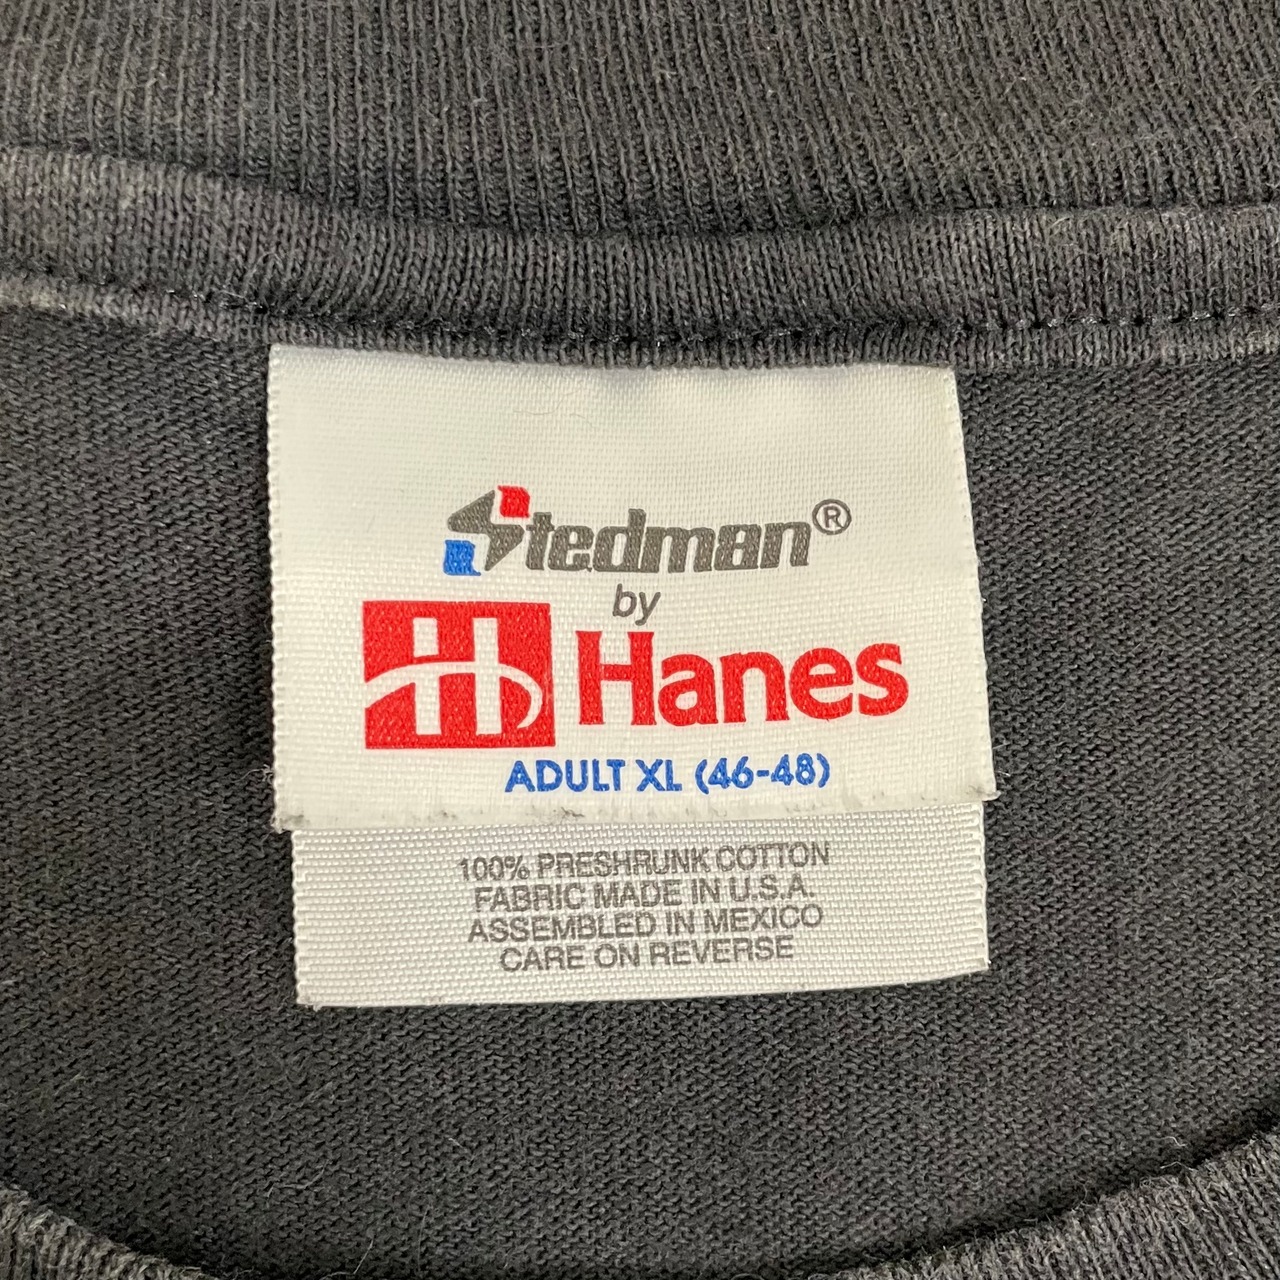 Stedman®
by
H Hanes
ADULT XL (46-48)
100% PRESHRUNK COTTON
FABRIC MADE IN U.S.A.
ASSEMBLED IN MEXICO
CARE ON REVERSE